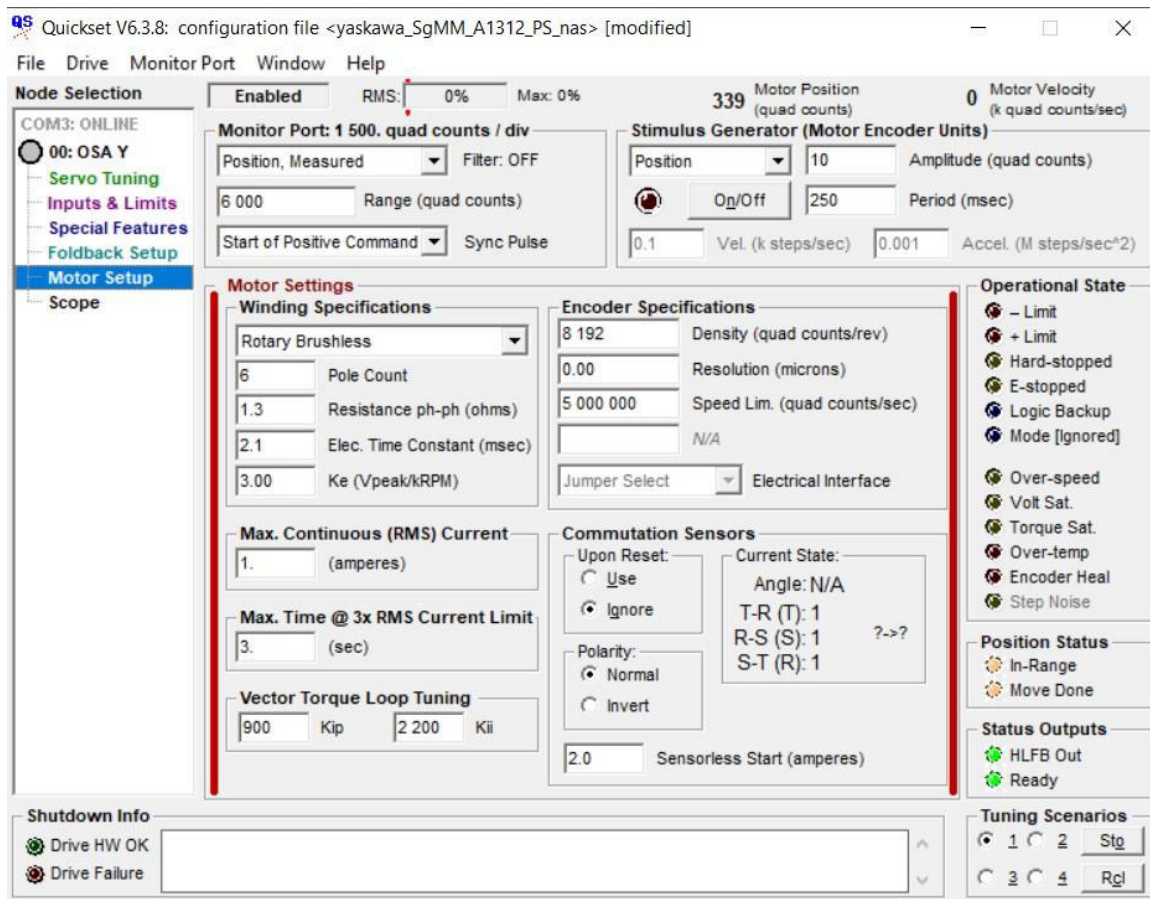 QS Quickset V6.3.8: configuration file <yaskawa_SgMM_A1312_PS_nas> [modified]
File Drive Monitor Port Window Help
Node Selection
COM3: ONLINE
00: OSA Y
Servo Tuning
Inputs & Limits
Special Features
Foldback Setup
Motor Setup
Scope
Enabled RMS: 0% Max: 0%
339 Motor Position (quad counts)
0 Motor Velocity (k quad counts/sec)
Monitor Port: 1 500. quad counts / div
Position, Measured Filter: OFF
6 000 Range (quad counts)
Start of Positive Command Sync Pulse
Stimulus Generator (Motor Encoder Units)
Position 10 Amplitude (quad counts)
On/Off 250 Period (msec)
0.1 Vel. (k steps/sec) 0.001 Accel. (M steps/sec^2)
Motor Settings
Winding Specifications
Rotary Brushless
6 Pole Count
1.3 Resistance ph-ph (ohms)
2.1 Elec. Time Constant (msec)
3.00 Ke (Vpeak/kRPM)
Max. Continuous (RMS) Current
1. (amperes)
Max. Time @ 3x RMS Current Limit
3. (sec)
Vector Torque Loop Tuning
900 Kip 2 200 Kii
Encoder Specifications
8 192 Density (quad counts/rev)
0.00 Resolution (microns)
5 000 000 Speed Lim. (quad counts/sec)
N/A
Jumper Select Electrical Interface
Commutation Sensors
Upon Reset:
Use
Ignore
Polarity:
Normal
Invert
Current State:
Angle: N/A
T-R (T): 1
R-S (S): 1 ?->?
S-T (R): 1
2.0 Sensorless Start (amperes)
Operational State
– Limit
+ Limit
Hard-stopped
E-stopped
Logic Backup
Mode [Ignored]
Over-speed
Volt Sat.
Torque Sat.
Over-temp
Encoder Heal
Step Noise
Position Status
In-Range
Move Done
Status Outputs
HLFB Out
Ready
Shutdown Info
Drive HW OK
Drive Failure
Tuning Scenarios
1 2 Sto
3 4 Rcl